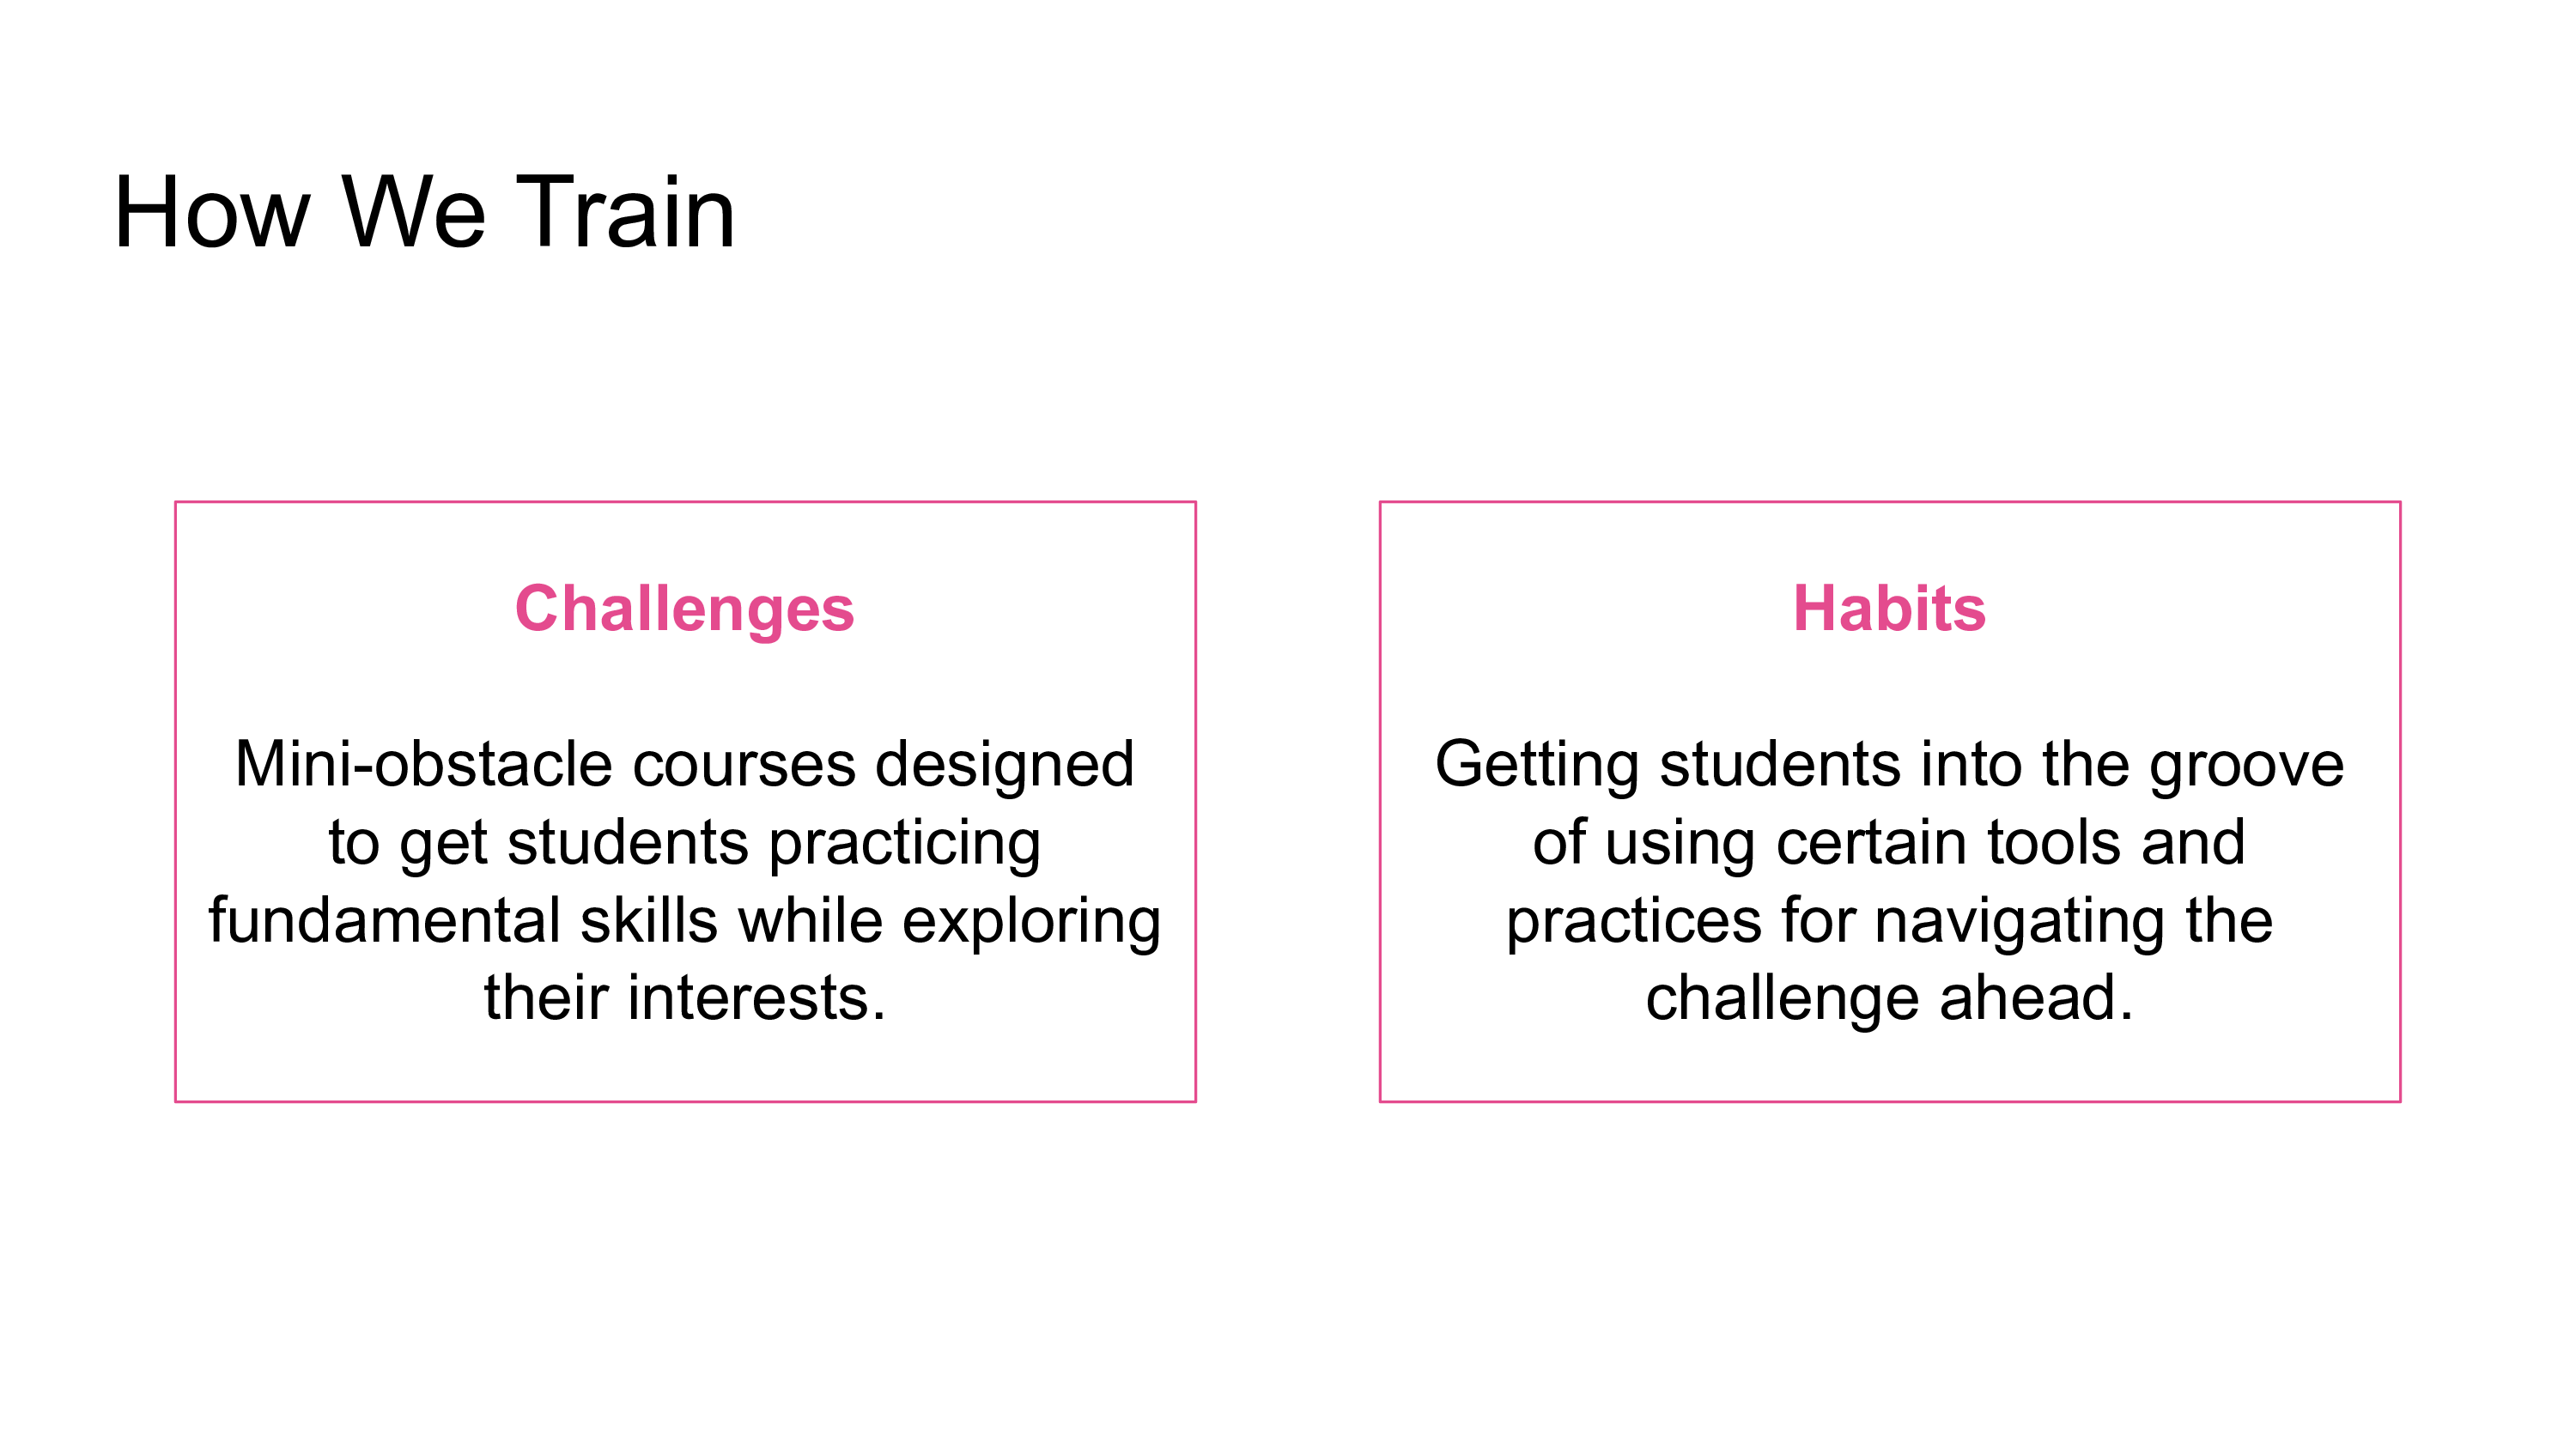 How We Train
Challenges
Mini-obstacle courses designed
to get students practicing
fundamental skills while exploring
their interests.
Habits
Getting students into the groove
of using certain tools and
practices for navigating the
challenge ahead.